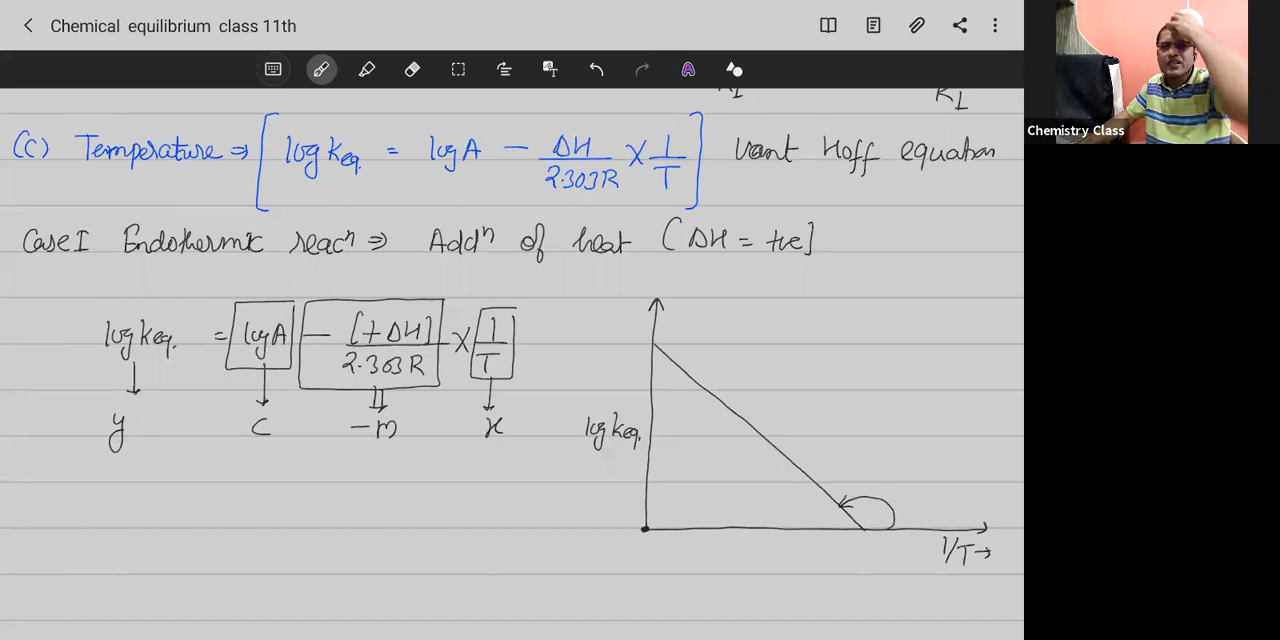 Chemical equilibrium class 11th
Chemistry Class
(C) Temperature ⇒ [log Keq. = log A − ΔH/2.303R × 1/T] vant Hoff equation
Case I Endothermic reacⁿ ⇒ Addⁿ of heat (ΔH = +ve]
log Keq. = log A − [+ΔH]/2.303R × 1/T
y c −m x
log Keq.
1/T →